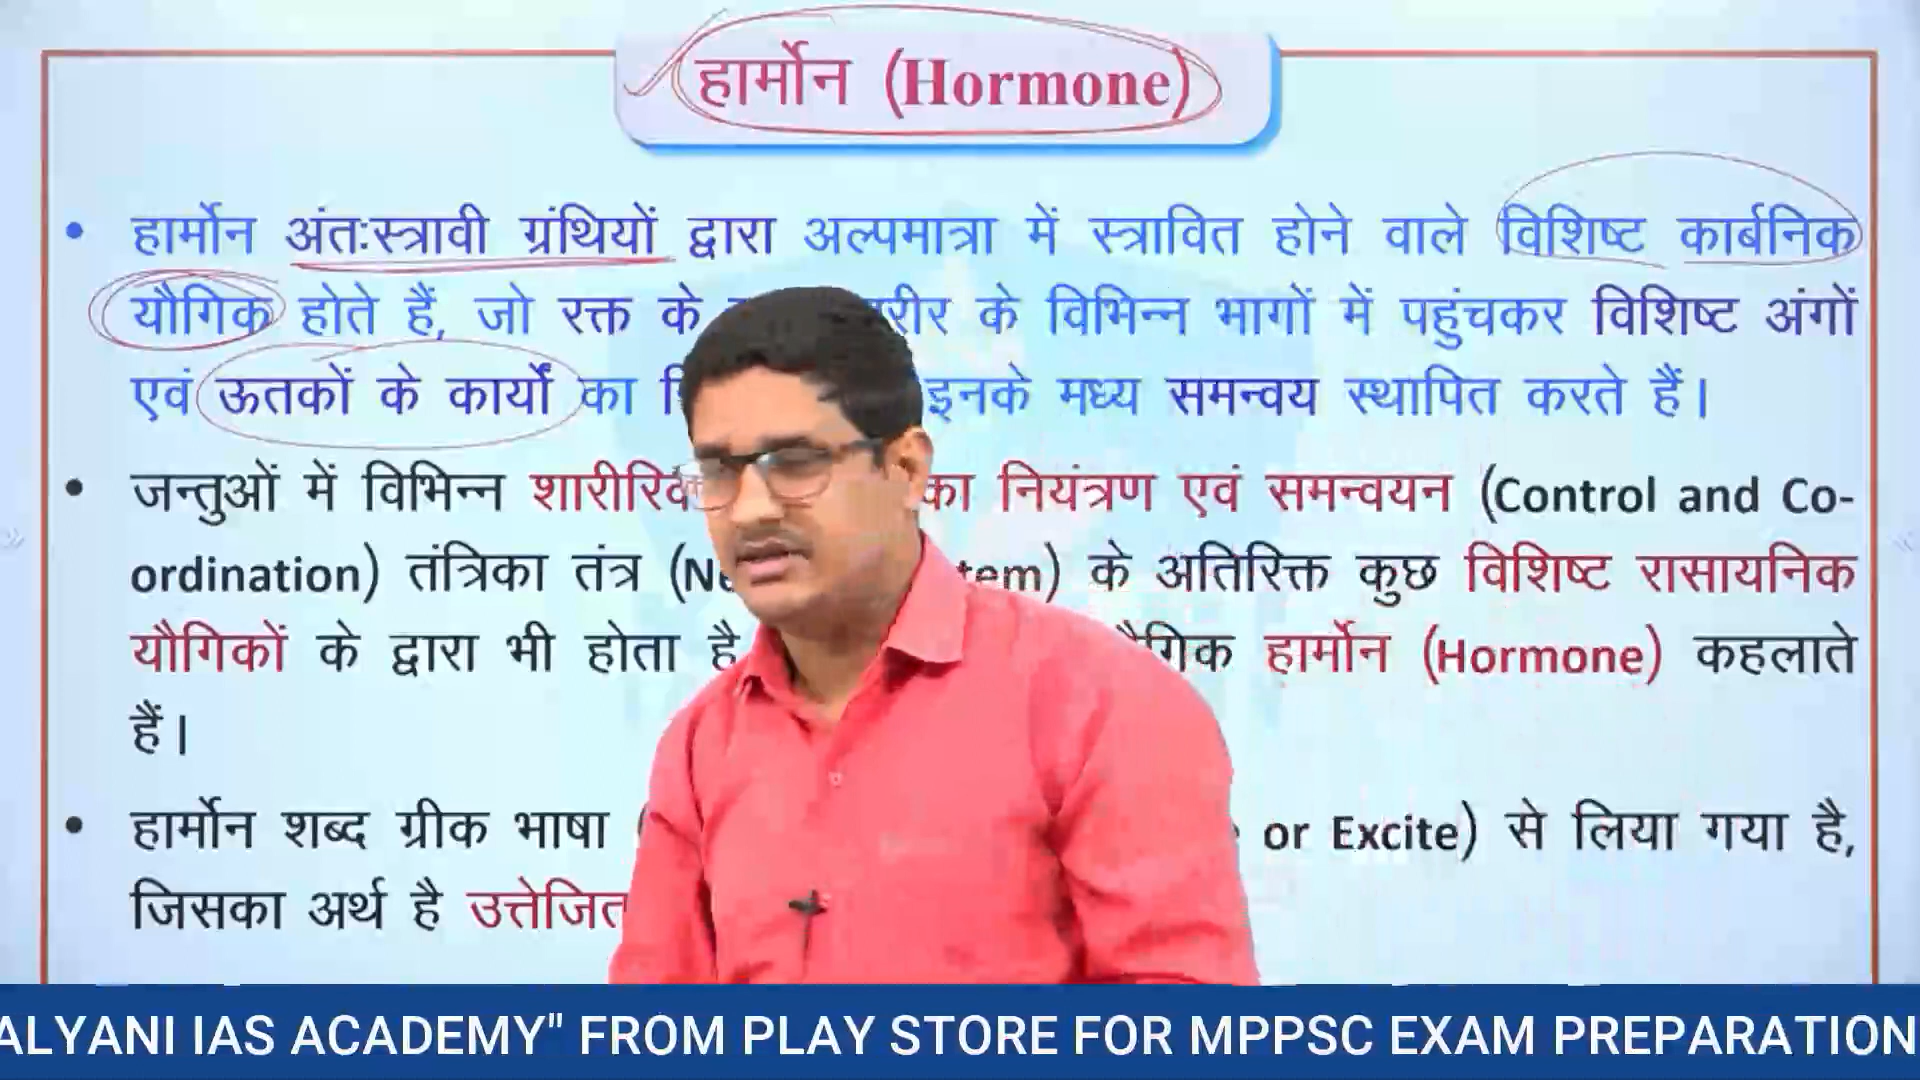 हार्मोन (Hormone)
• हार्मोन अंतःस्त्रावी ग्रंथियों द्वारा अल्पमात्रा में स्त्रावित होने वाले विशिष्ट कार्बनिक
यौगिक होते हैं, जो रक्त के के विभिन्न भागों में पहुंचकर विशिष्ट अंगों
एवं ऊतकों के कार्यों का इनके मध्य समन्वय स्थापित करते हैं।
• जन्तुओं में विभिन्न का नियंत्रण एवं समन्वयन (Control and Co-
ordination) तंत्रिका तंत्र के अतिरिक्त कुछ विशिष्ट रासायनिक
यौगिकों के द्वारा भी होता है हार्मोन (Hormone) कहलाते
हैं।
• हार्मोन शब्द ग्रीक भाषा or Excite) से लिया गया है,
जिसका अर्थ है उत्तेजित
ALYANI IAS ACADEMY" FROM PLAY STORE FOR MPPSC EXAM PREPARATION